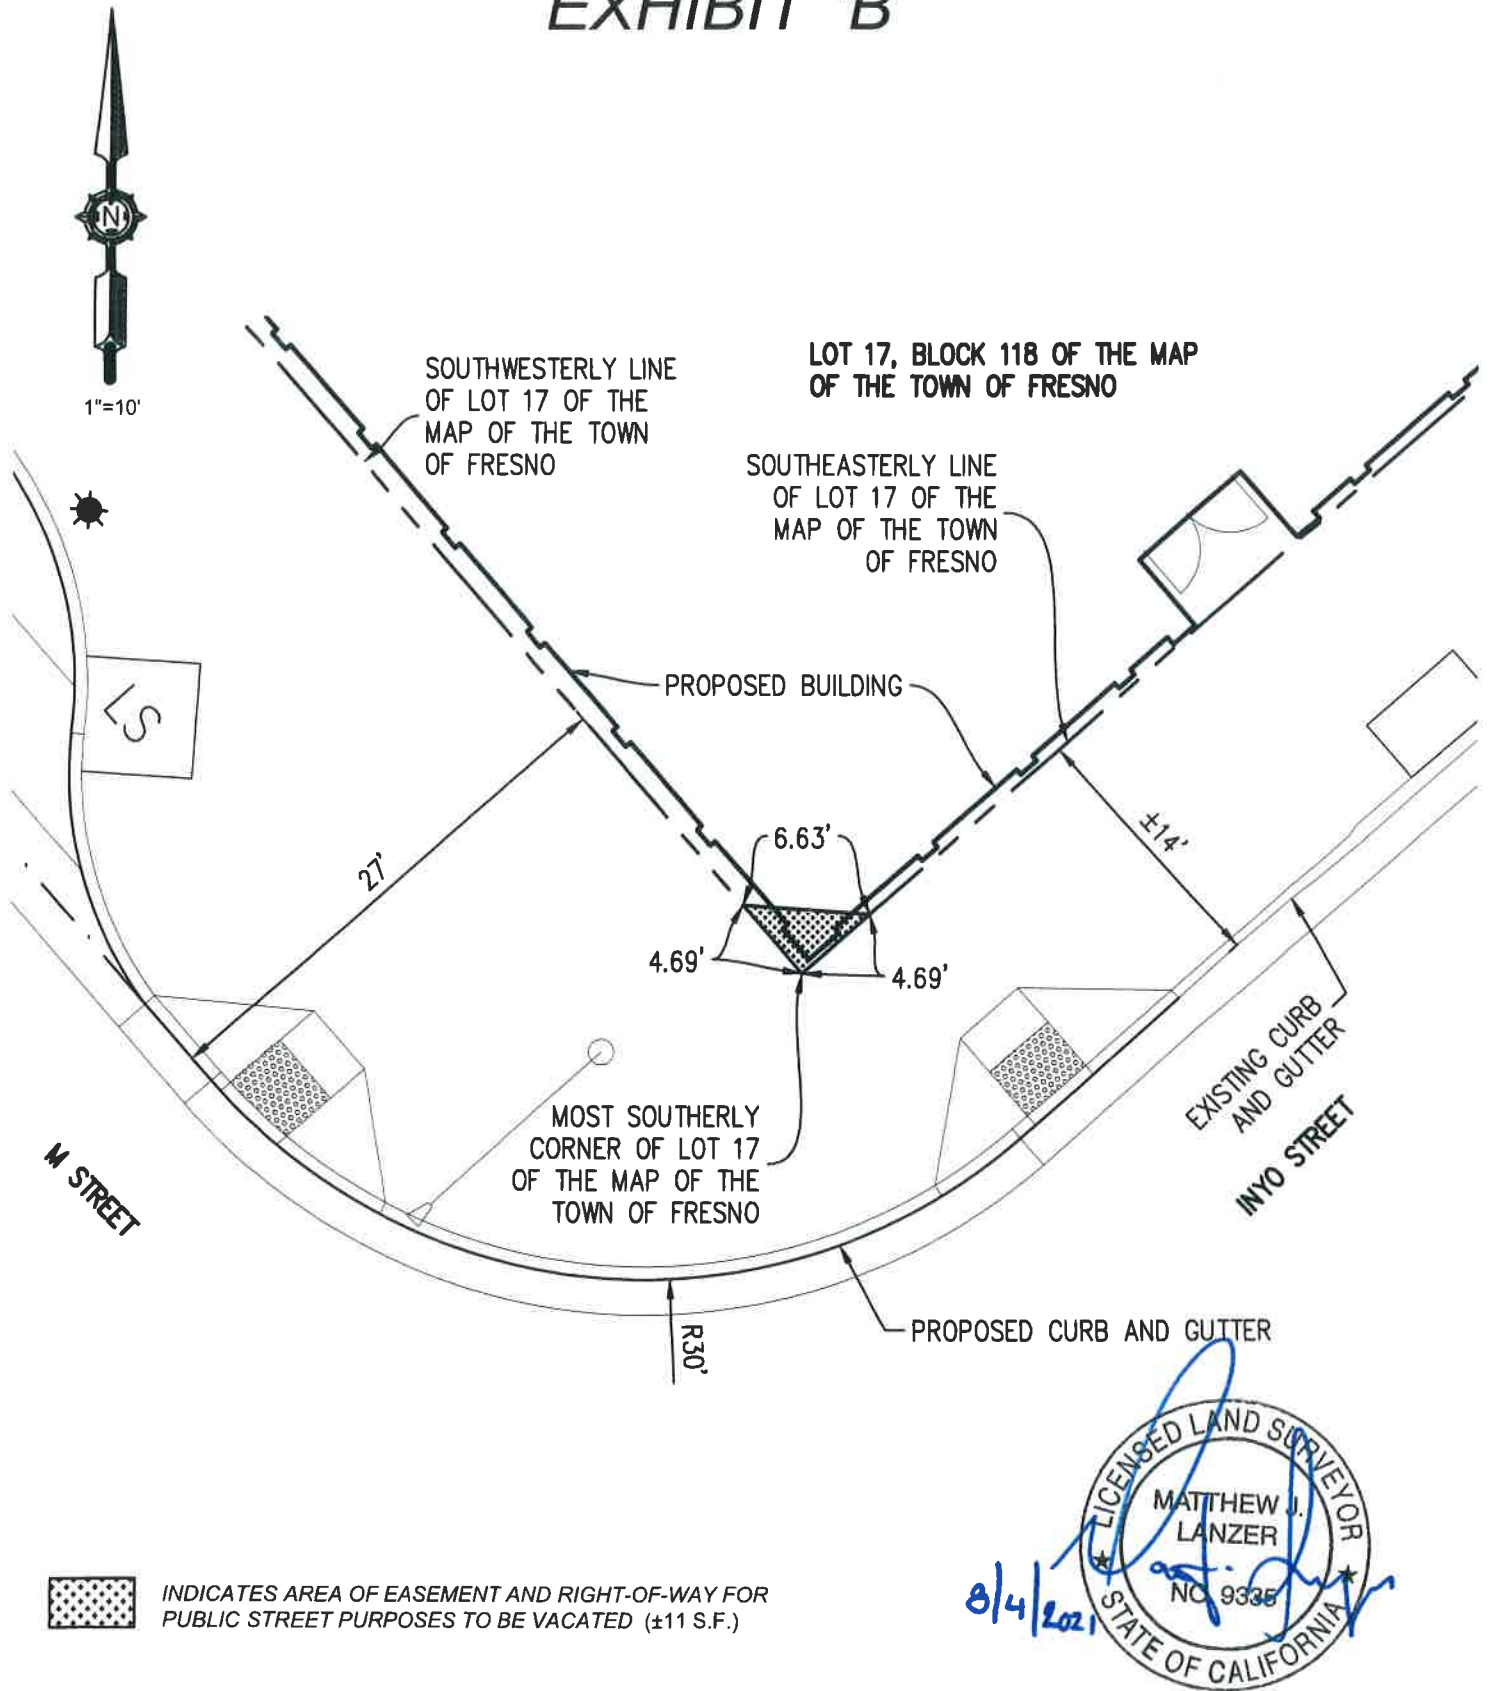 EXHIBIT "B"
N
1"=10'
SOUTHWESTERLY LINE
OF LOT 17 OF THE
MAP OF THE TOWN
OF FRESNO
LOT 17, BLOCK 118 OF THE MAP
OF THE TOWN OF FRESNO
SOUTHEASTERLY LINE
OF LOT 17 OF THE
MAP OF THE TOWN
OF FRESNO
LS
PROPOSED BUILDING
27'
6.63'
±14'
4.69'
4.69'
EXISTING CURB
AND GUTTER
MOST SOUTHERLY
CORNER OF LOT 17
OF THE MAP OF THE
TOWN OF FRESNO
M STREET
INYO STREET
R30'
PROPOSED CURB AND GUTTER
LICENSED LAND SURVEYOR
MATTHEW J.
LANZER
NO. 9335
STATE OF CALIFORNIA
8/4/2021
INDICATES AREA OF EASEMENT AND RIGHT-OF-WAY FOR
PUBLIC STREET PURPOSES TO BE VACATED (±11 S.F.)